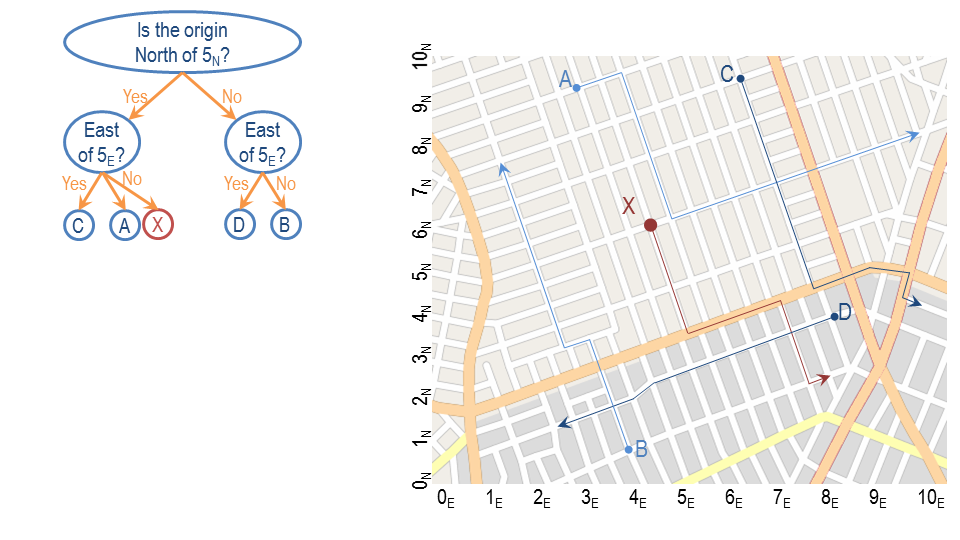 Is the origin
North of 5N?
Yes
No
East
of 5E?
East
of 5E?
Yes
No
Yes
No
C
A
X
D
B
10N
9N
8N
7N
6N
5N
4N
3N
2N
1N
0N
A
C
X
D
B
0E 1E 2E 3E 4E 5E 6E 7E 8E 9E 10E